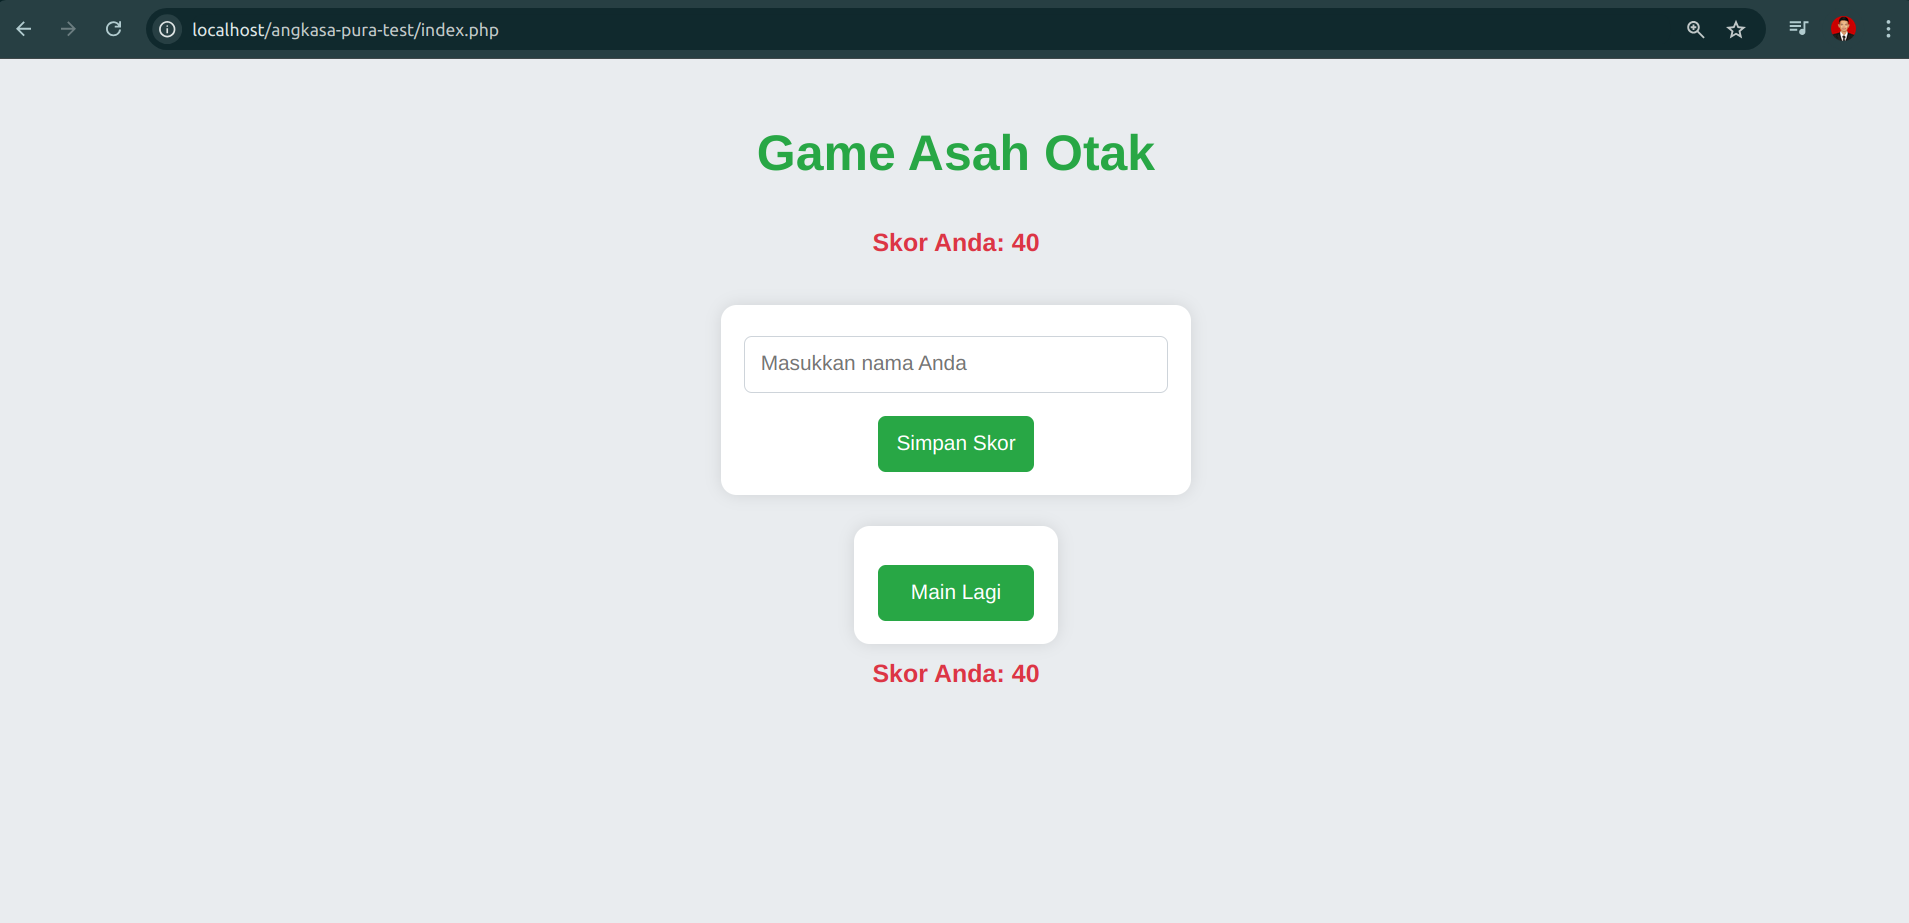 localhost/angkasa-pura-test/index.php
Game Asah Otak
Skor Anda: 40
Masukkan nama Anda
Simpan Skor
Main Lagi
Skor Anda: 40